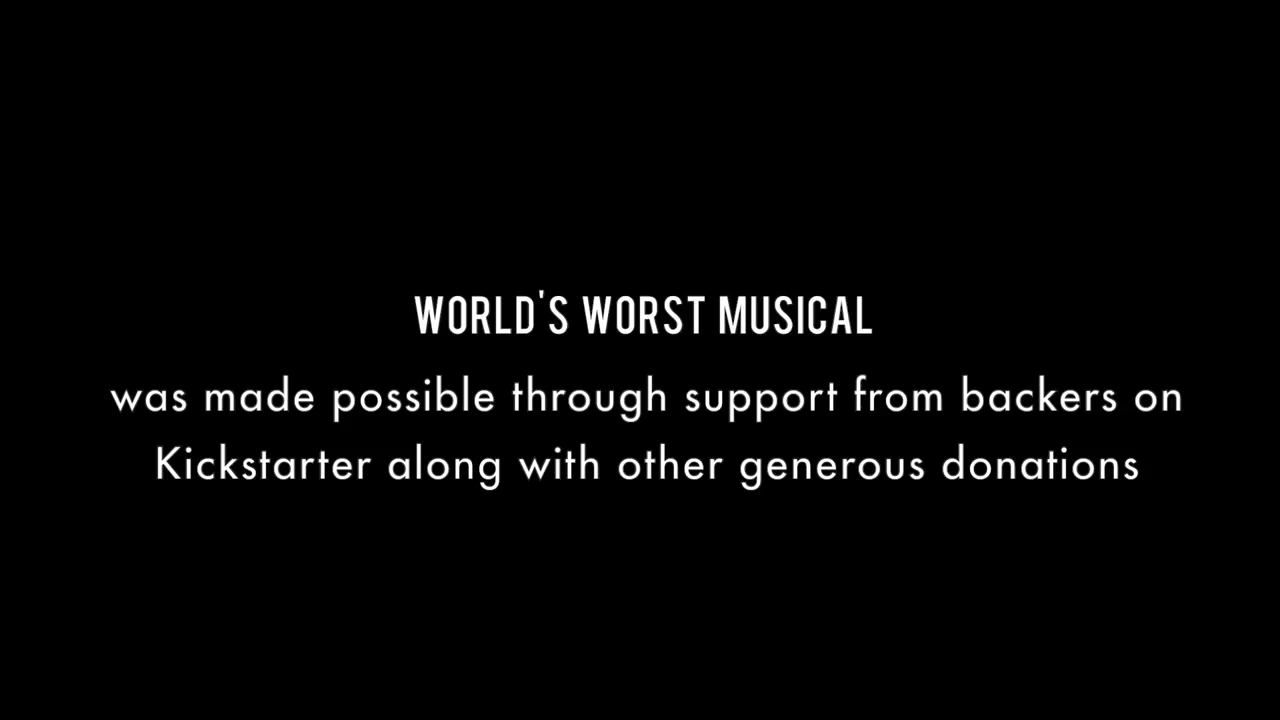 WORLD'S WORST MUSICAL
was made possible through support from backers on
Kickstarter along with other generous donations